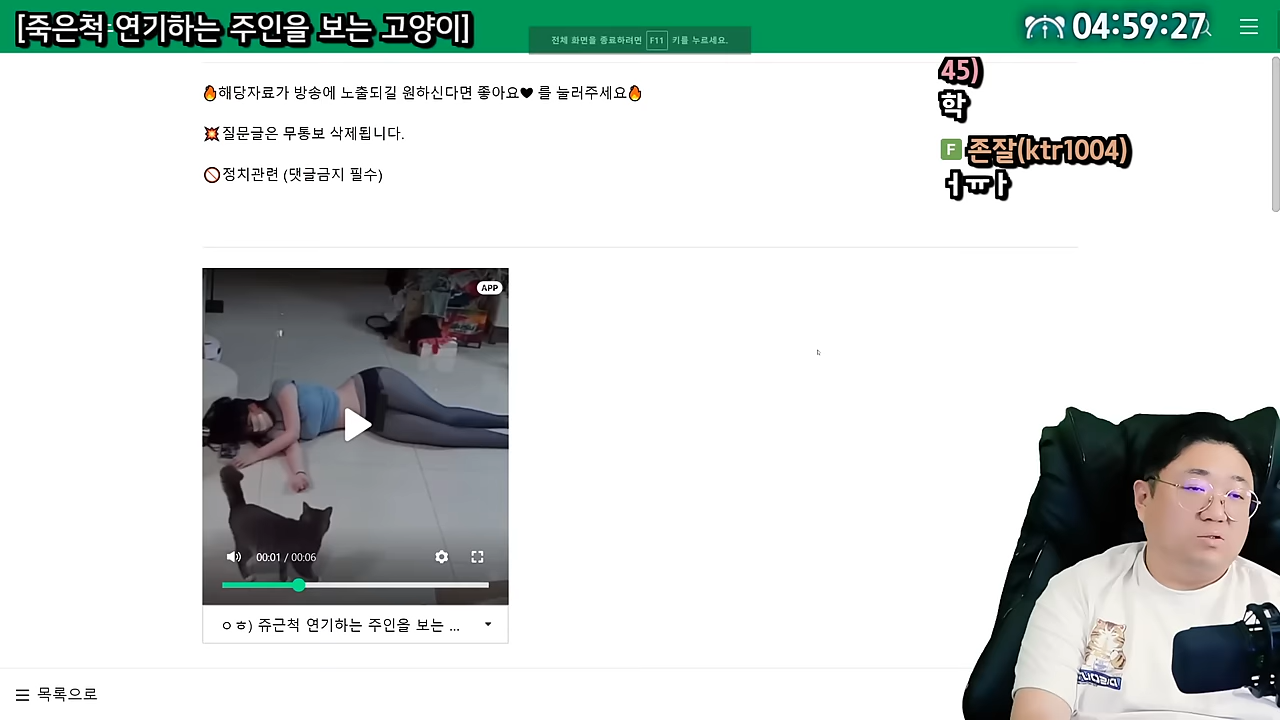 [죽은척 연기하는 주인을 보는 고양이]
전체 화면을 종료하려면 F11 키를 누르세요.
04:59:27
45)
학
F 존잘(ktr1004)
ㅕㅠㅏ
🔥해당자료가 방송에 노출되길 원하신다면 좋아요🖤 를 눌러주세요🔥
💥질문글은 무통보 삭제됩니다.
🚫정치관련 (댓글금지 필수)
APP
00:01 / 00:06
ㅇㅎ) 쥬근척 연기하는 주인을 보는 ...
목록으로